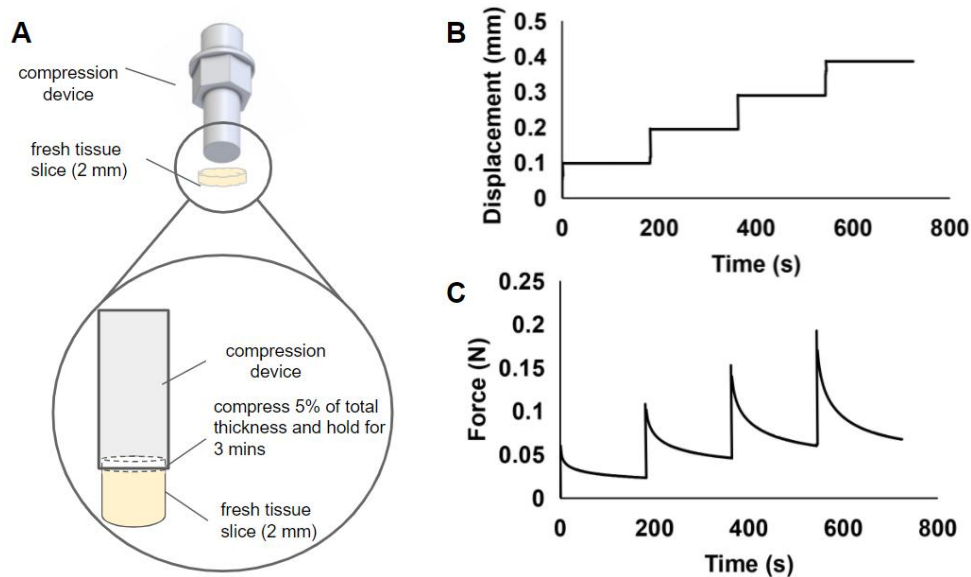 A
compression
device
fresh tissue
slice (2 mm)
compression
device
compress 5% of total
thickness and hold for
3 mins
fresh tissue
slice (2 mm)
B
Displacement (mm)
0.5
0.4
0.3
0.2
0.1
0
0 200 400 600 800
Time (s)
C
Force (N)
0.25
0.2
0.15
0.1
0.05
0
0 200 400 600 800
Time (s)